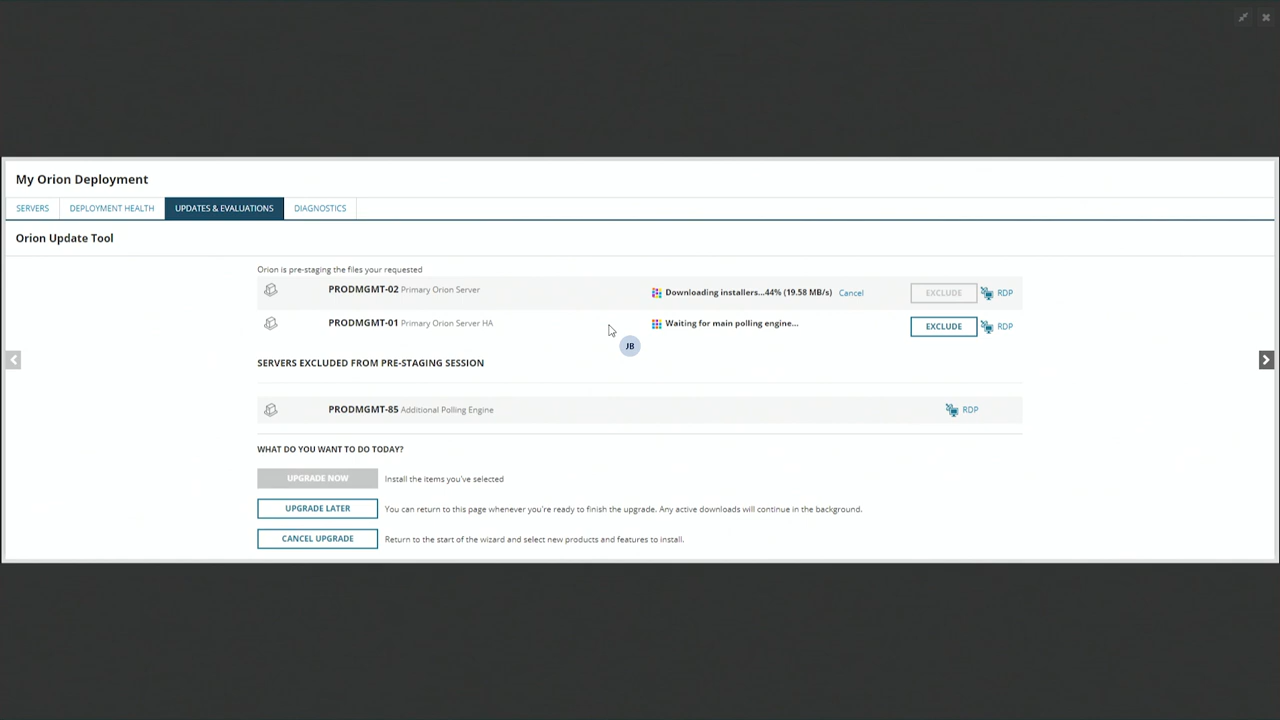 My Orion Deployment
SERVERS DEPLOYMENT HEALTH UPDATES & EVALUATIONS DIAGNOSTICS
Orion Update Tool
Orion is pre-staging the files your requested
PRODMGMT-02 Primary Orion Server Downloading installers...44% (19.58 MB/s) Cancel EXCLUDE RDP
PRODMGMT-01 Primary Orion Server HA Waiting for main polling engine... EXCLUDE RDP
JB
SERVERS EXCLUDED FROM PRE-STAGING SESSION
PRODMGMT-85 Additional Polling Engine RDP
WHAT DO YOU WANT TO DO TODAY?
UPGRADE NOW Install the items you've selected
UPGRADE LATER You can return to this page whenever you're ready to finish the upgrade. Any active downloads will continue in the background.
CANCEL UPGRADE Return to the start of the wizard and select new products and features to install.